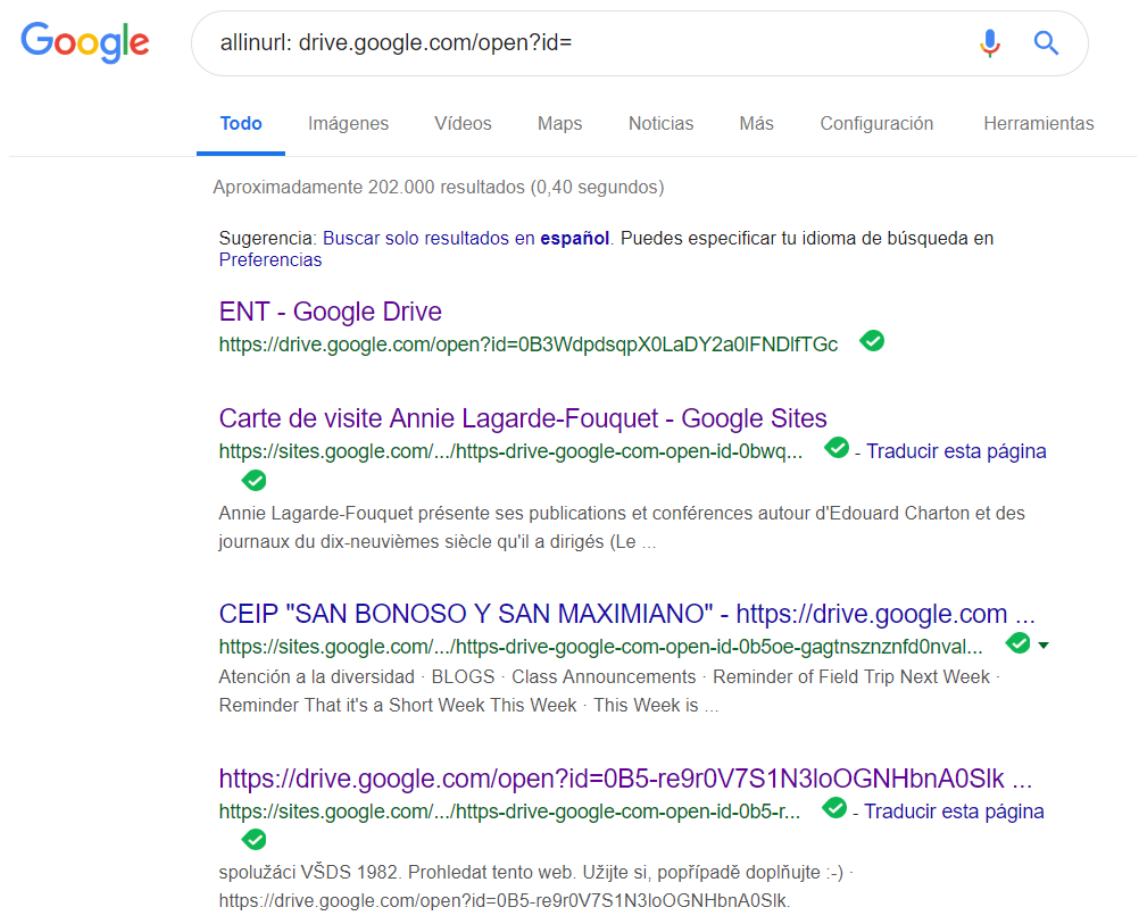 Google
allinurl: drive.google.com/open?id=
Todo Imágenes Vídeos Maps Noticias Más Configuración Herramientas
Aproximadamente 202.000 resultados (0,40 segundos)
Sugerencia: Buscar solo resultados en español. Puedes especificar tu idioma de búsqueda en
Preferencias
ENT - Google Drive
https://drive.google.com/open?id=0B3WdpdsqpX0LaDY2a0lFNDlfTGc
Carte de visite Annie Lagarde-Fouquet - Google Sites
https://sites.google.com/.../https-drive-google-com-open-id-0bwq... - Traducir esta página
Annie Lagarde-Fouquet présente ses publications et conférences autour d'Edouard Charton et des
journaux du dix-neuvièmes siècle qu'il a dirigés (Le ...
CEIP "SAN BONOSO Y SAN MAXIMIANO" - https://drive.google.com ...
https://sites.google.com/.../https-drive-google-com-open-id-0b5oe-gagtnsznznfd0nval...
Atención a la diversidad · BLOGS · Class Announcements · Reminder of Field Trip Next Week ·
Reminder That it's a Short Week This Week · This Week is ...
https://drive.google.com/open?id=0B5-re9r0V7S1N3loOGNHbnA0Slk ...
https://sites.google.com/.../https-drive-google-com-open-id-0b5-r... - Traducir esta página
spolužáci VŠDS 1982. Prohledat tento web. Užijte si, popřípadě doplňujte :-) ·
https://drive.google.com/open?id=0B5-re9r0V7S1N3loOGNHbnA0Slk.